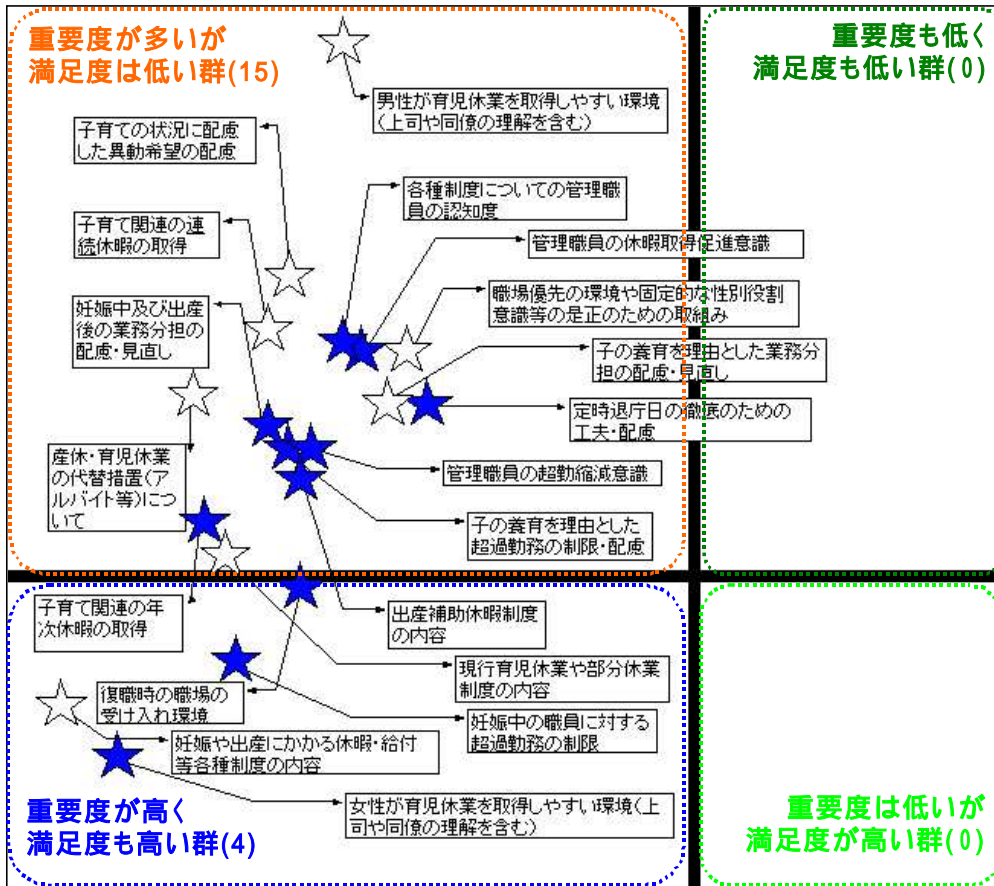 重要度が多いが
満足度は低い群(15)
重要度も低く
満足度も低い群(0)
男性が育児休業を取得しやすい環境
(上司や同僚の理解を含む)
子育ての状況に配慮
した異動希望の配慮
各種制度についての管理職
員の認知度
子育て関連の連
続休暇の取得
管理職員の休暇取得促進意識
職場優先の環境や固定的な性別役割
意識等の是正のための取組み
妊娠中及び出産
後の業務分担の
配慮・見直し
子の養育を理由とした業務分
担の配慮・見直し
定時退庁日の徹底のための
工夫・配慮
産休・育児休業
の代替措置(ア
ルバイト等)につ
いて
管理職員の超勤縮減意識
子の養育を理由とした
超過勤務の制限・配慮
子育て関連の年
次休暇の取得
出産補助休暇制度
の内容
現行育児休業や部分休業
制度の内容
復職時の職場の
受け入れ環境
妊娠中の職員に対する
超過勤務の制限
妊娠や出産にかかる休暇・給付
等各種制度の内容
女性が育児休業を取得しやすい環境(上
司や同僚の理解を含む)
重要度が高く
満足度も高い群(4)
重要度は低いが
満足度が高い群(0)